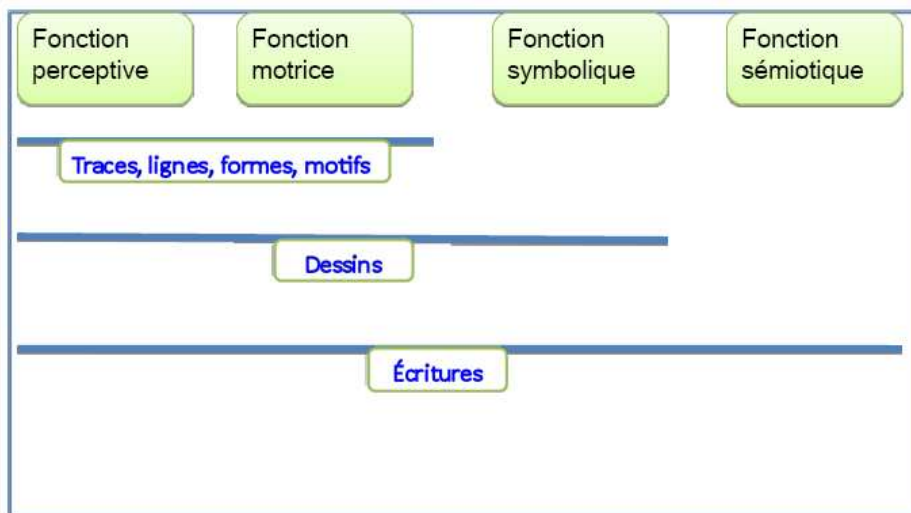 Fonction
perceptive
Fonction
motrice
Fonction
symbolique
Fonction
sémiotique
Traces, lignes, formes, motifs
Dessins
Écritures